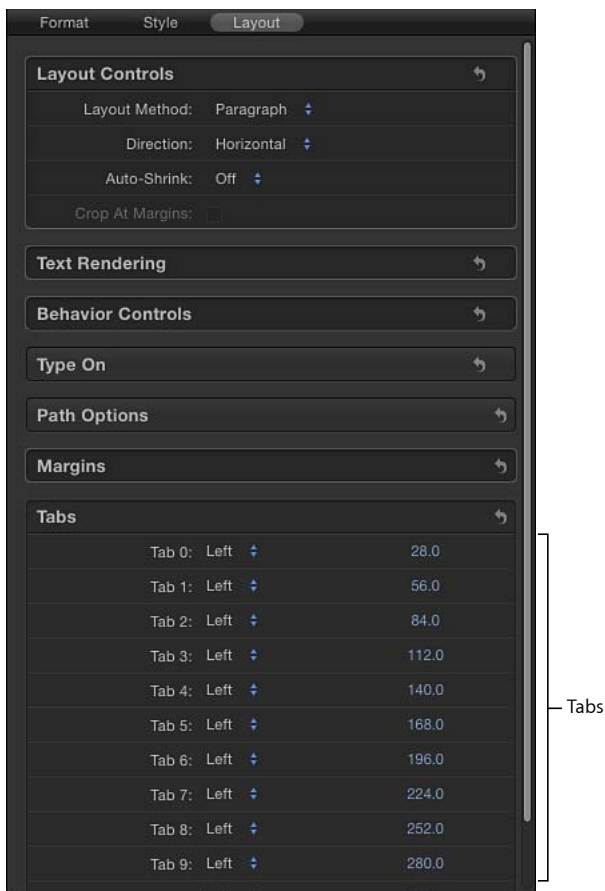 Format Style Layout
Layout Controls
Layout Method: Paragraph
Direction: Horizontal
Auto-Shrink: Off
Crop At Margins:
Text Rendering
Behavior Controls
Type On
Path Options
Margins
Tabs
Tab 0: Left 28.0
Tab 1: Left 56.0
Tab 2: Left 84.0
Tab 3: Left 112.0
Tab 4: Left 140.0
Tab 5: Left 168.0
Tabs
Tab 6: Left 196.0
Tab 7: Left 224.0
Tab 8: Left 252.0
Tab 9: Left 280.0